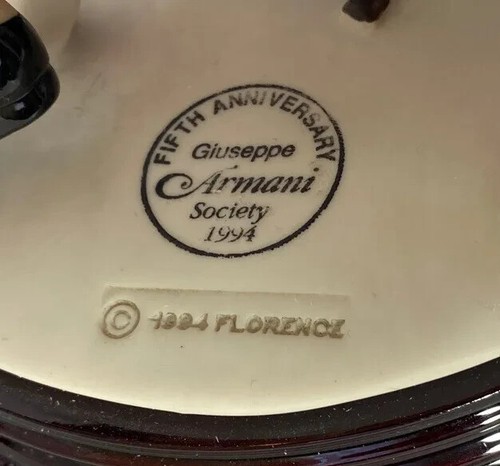 FIFTH ANNIVERSARY
Giuseppe
Armani
Society
1994
© 1994 FLORENCE